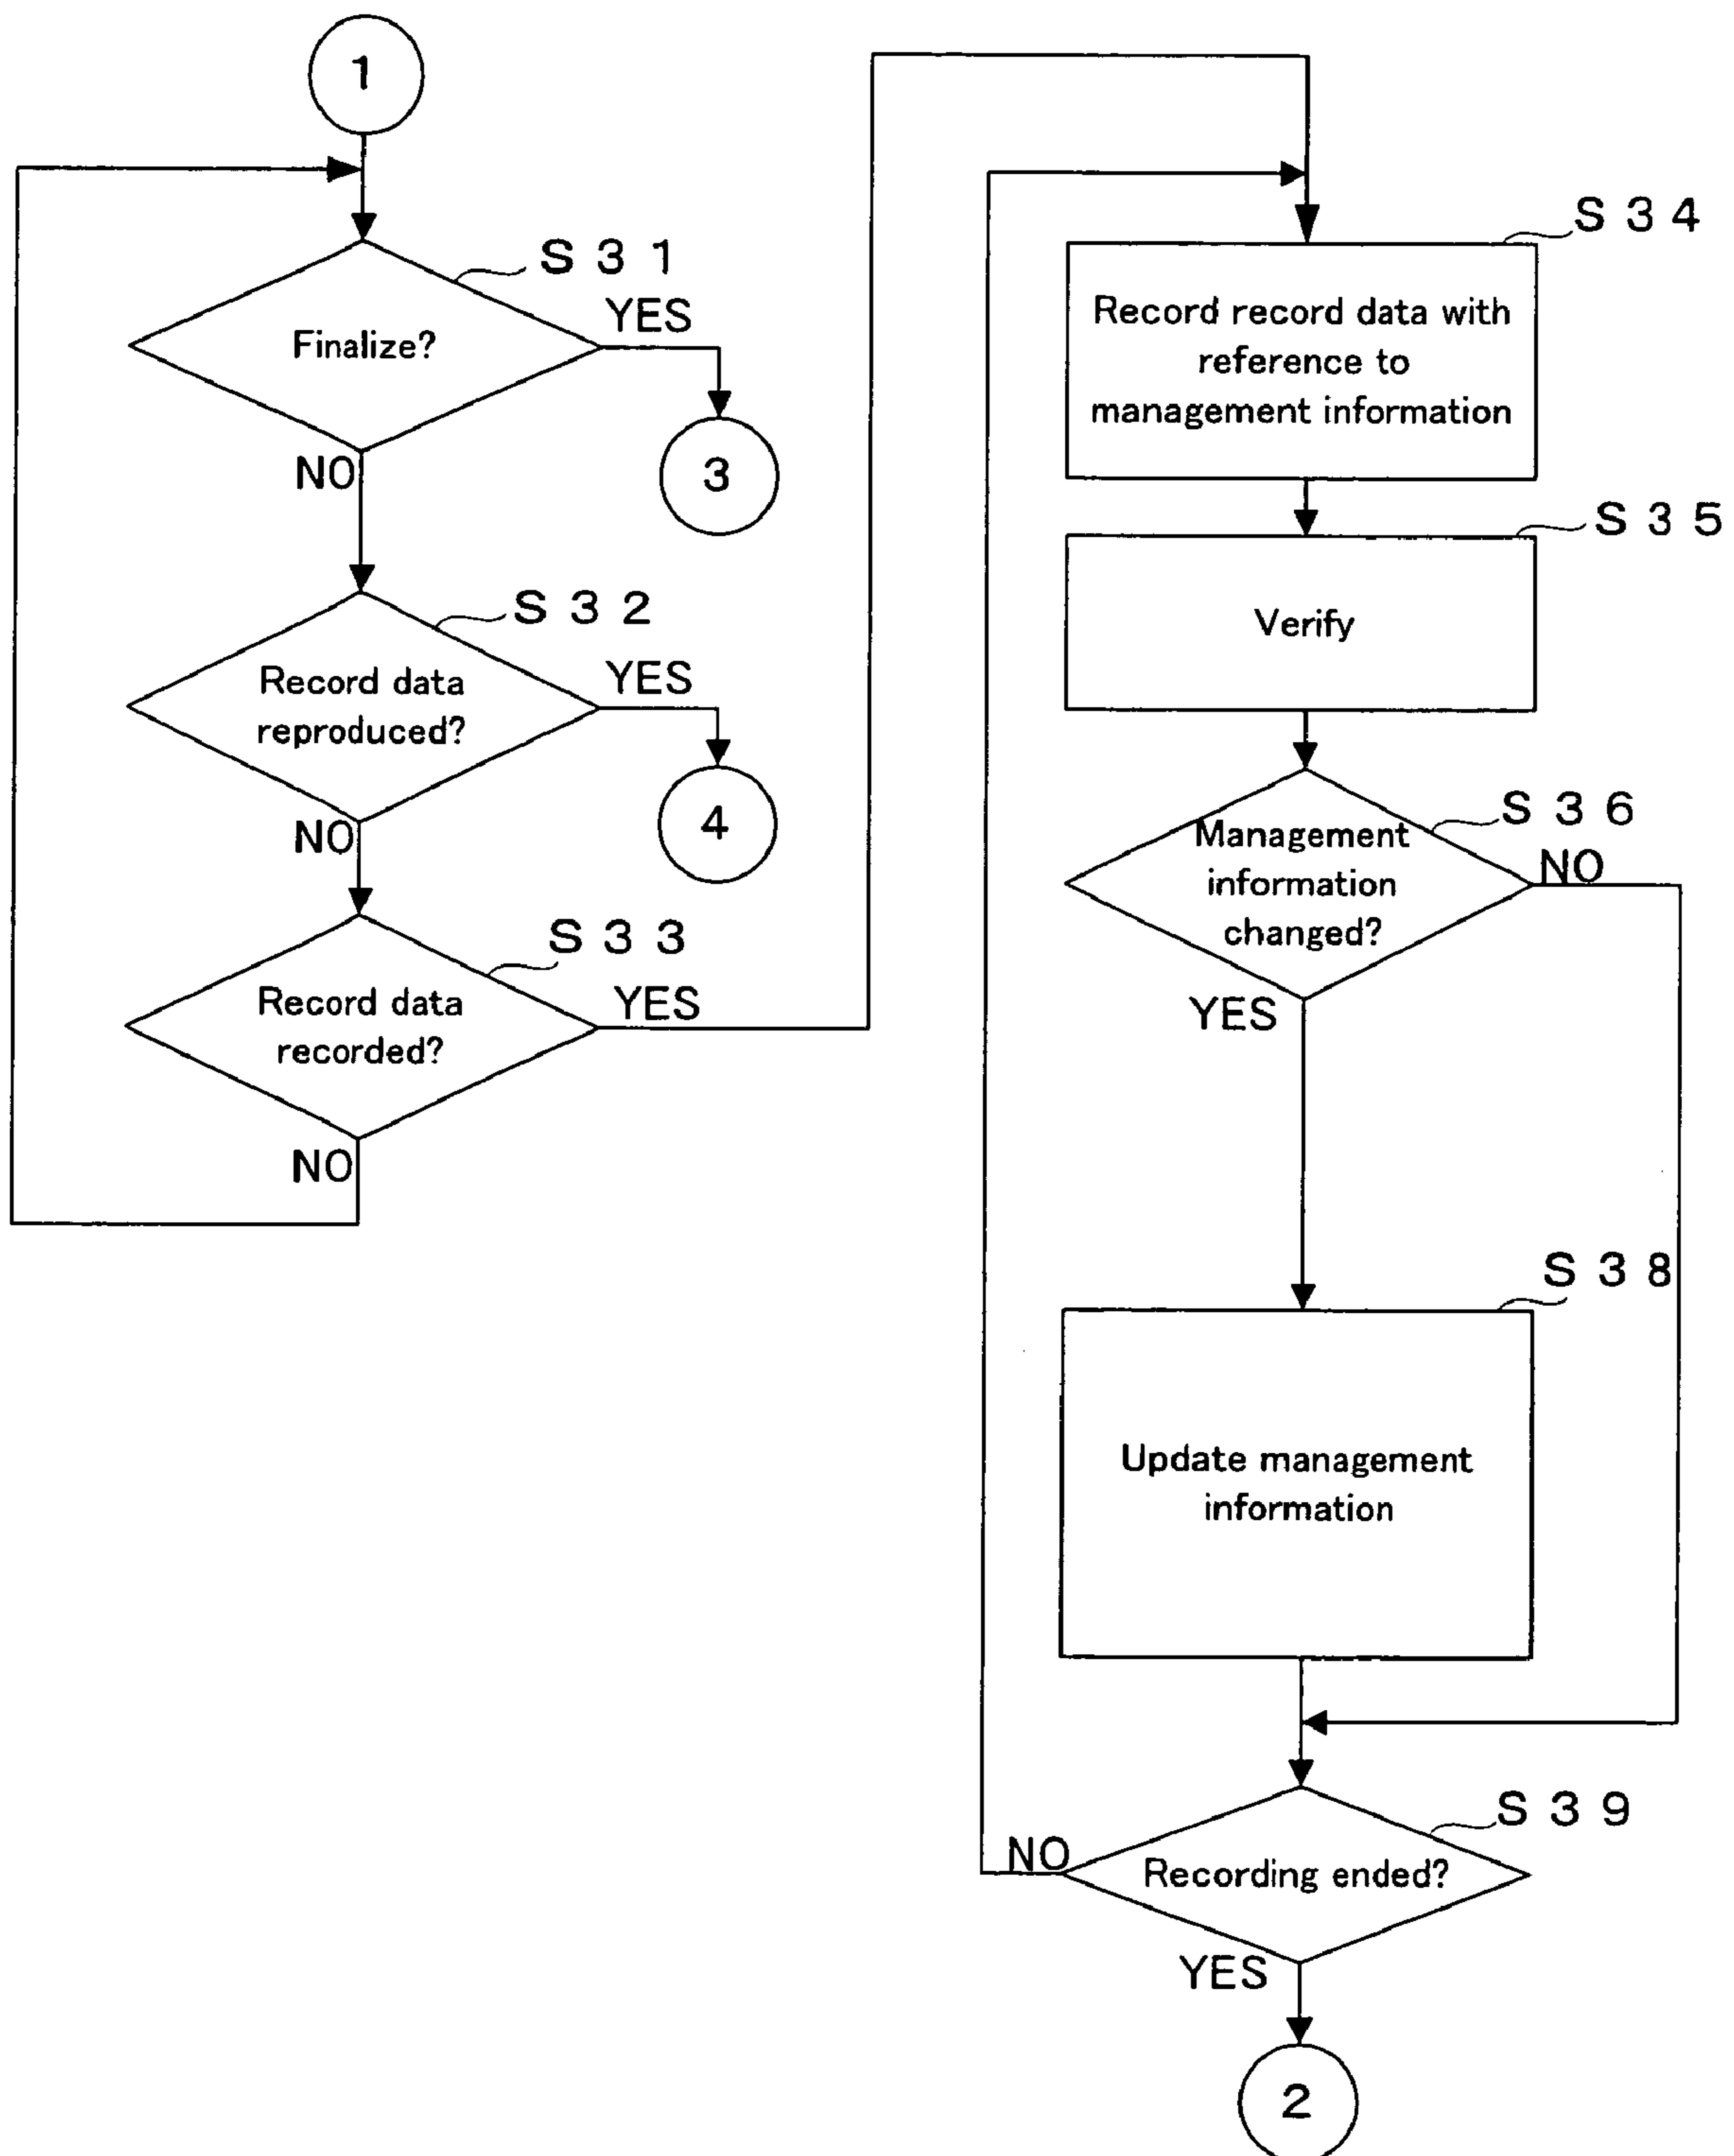 1
S 3 1
Finalize?
YES
3
NO
S 3 2
Record data
reproduced?
YES
4
NO
S 3 3
Record data
recorded?
YES
NO
S 3 4
Record record data with
reference to
management information
S 3 5
Verify
S 3 6
Management
information
changed?
NO
YES
S 3 8
Update management
information
S 3 9
NO
Recording ended?
YES
2